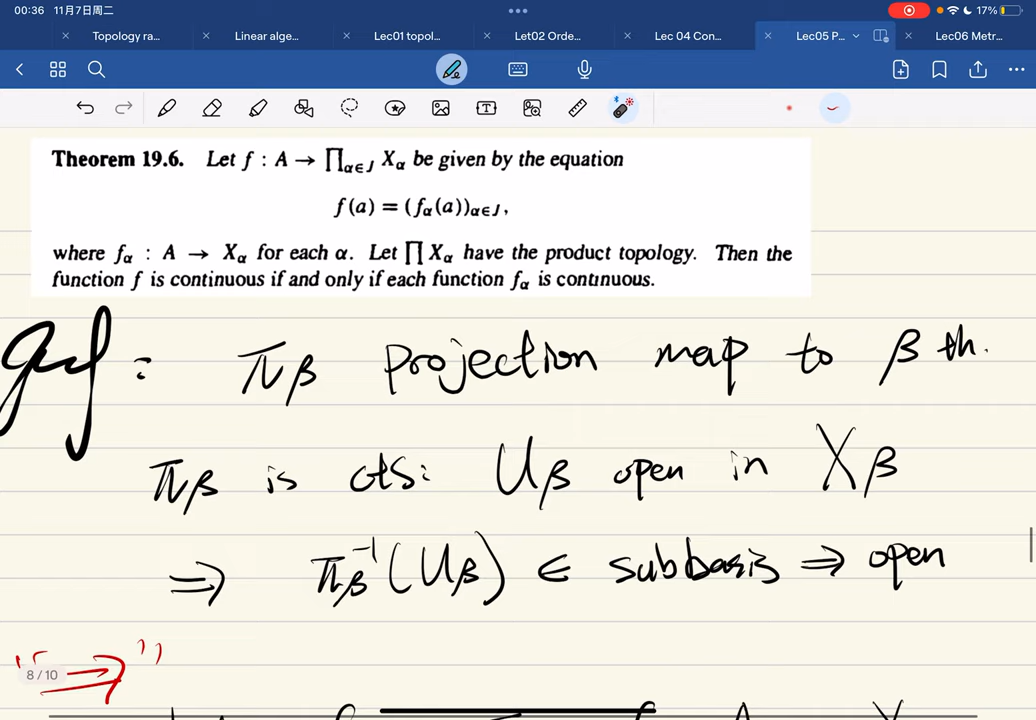 00:36 11月7日周二
17%
Topology ra...
Linear alge...
Lec01 topol...
Let02 Orde...
Lec 04 Con...
Lec05 P...
Lec06 Metr...
Theorem 19.6. Let f : A → ∏α∈J Xα be given by the equation
f(a) = (fα(a))α∈J,
where fα : A → Xα for each α. Let ∏ Xα have the product topology. Then the
function f is continuous if and only if each function fα is continuous.
πβ projection map to β th.
πβ is cts: Uβ open in Xβ
⇒ πβ⁻¹(Uβ) ∈ subbasis ⇒ open
"⇒"
8 / 10